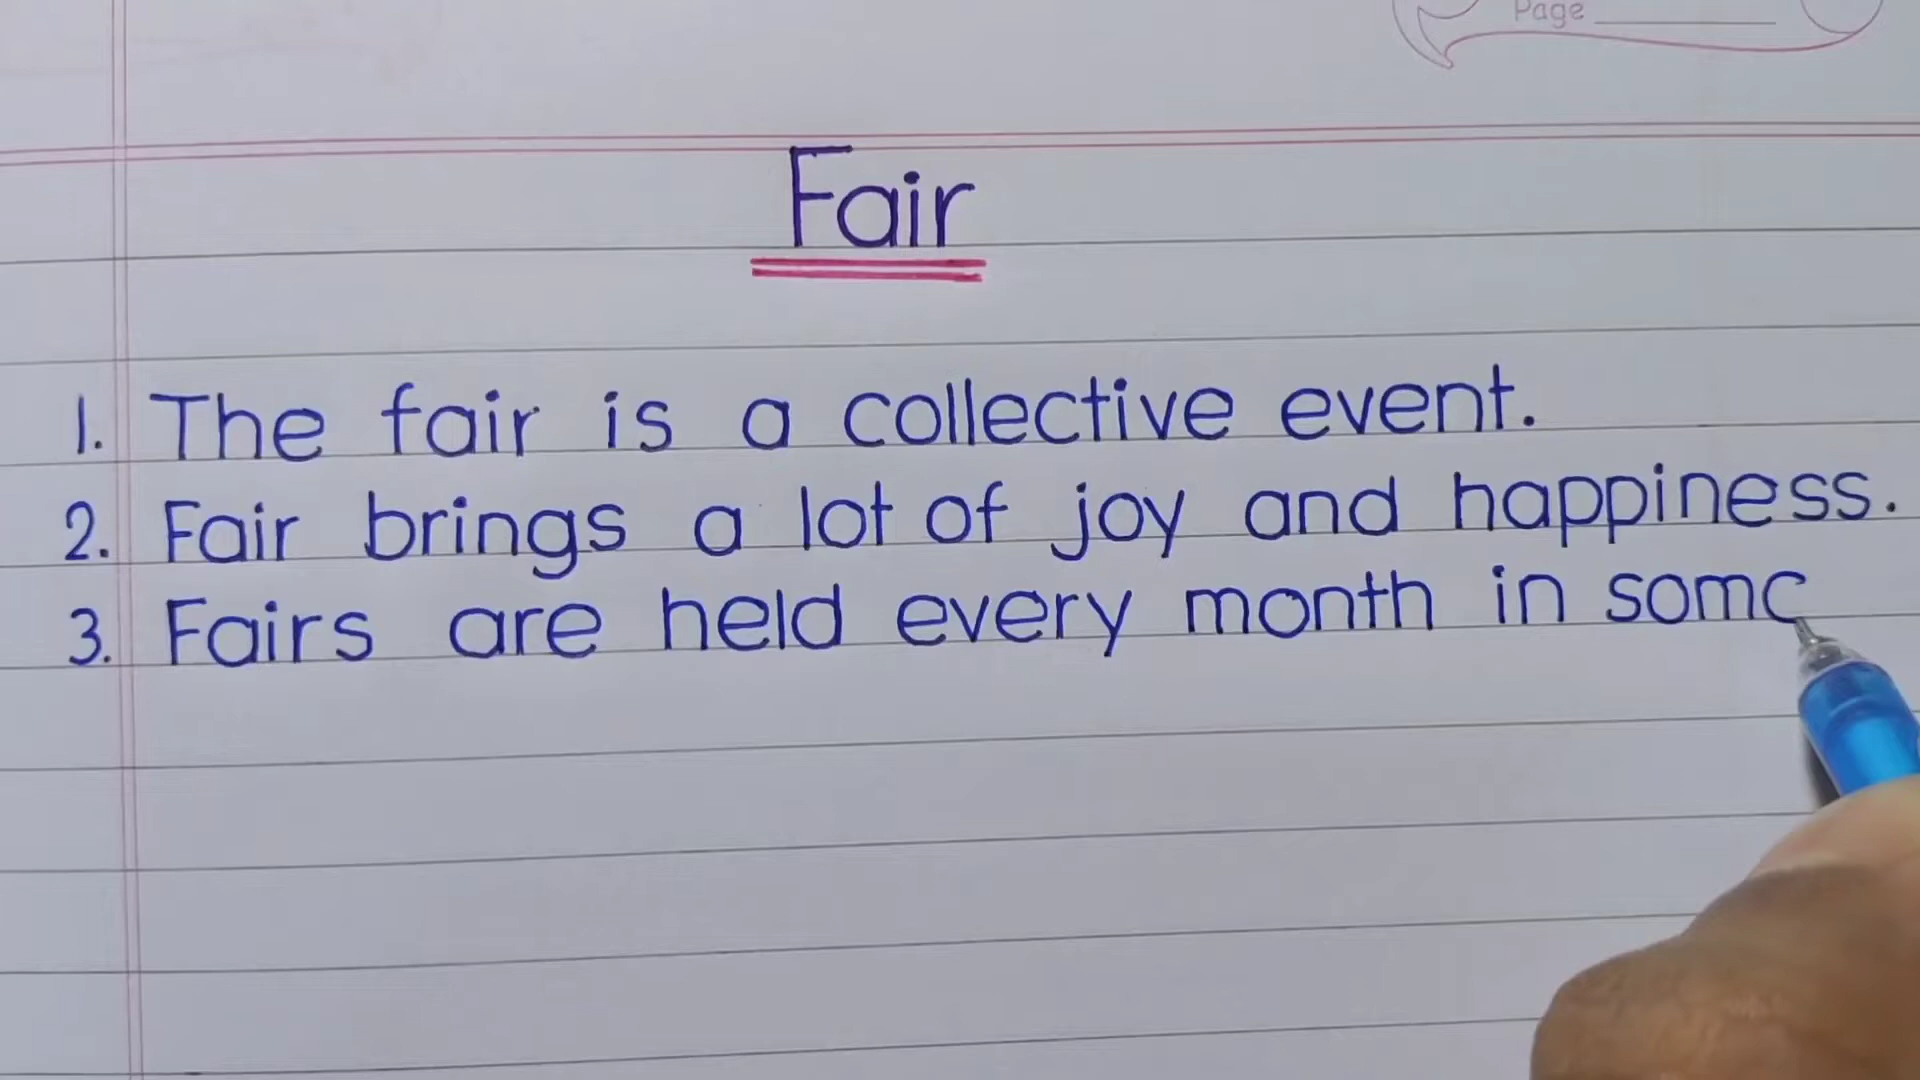 Page
Fair
1. The fair is a collective event.
2. Fair brings a lot of joy and happiness.
3. Fairs are held every month in som